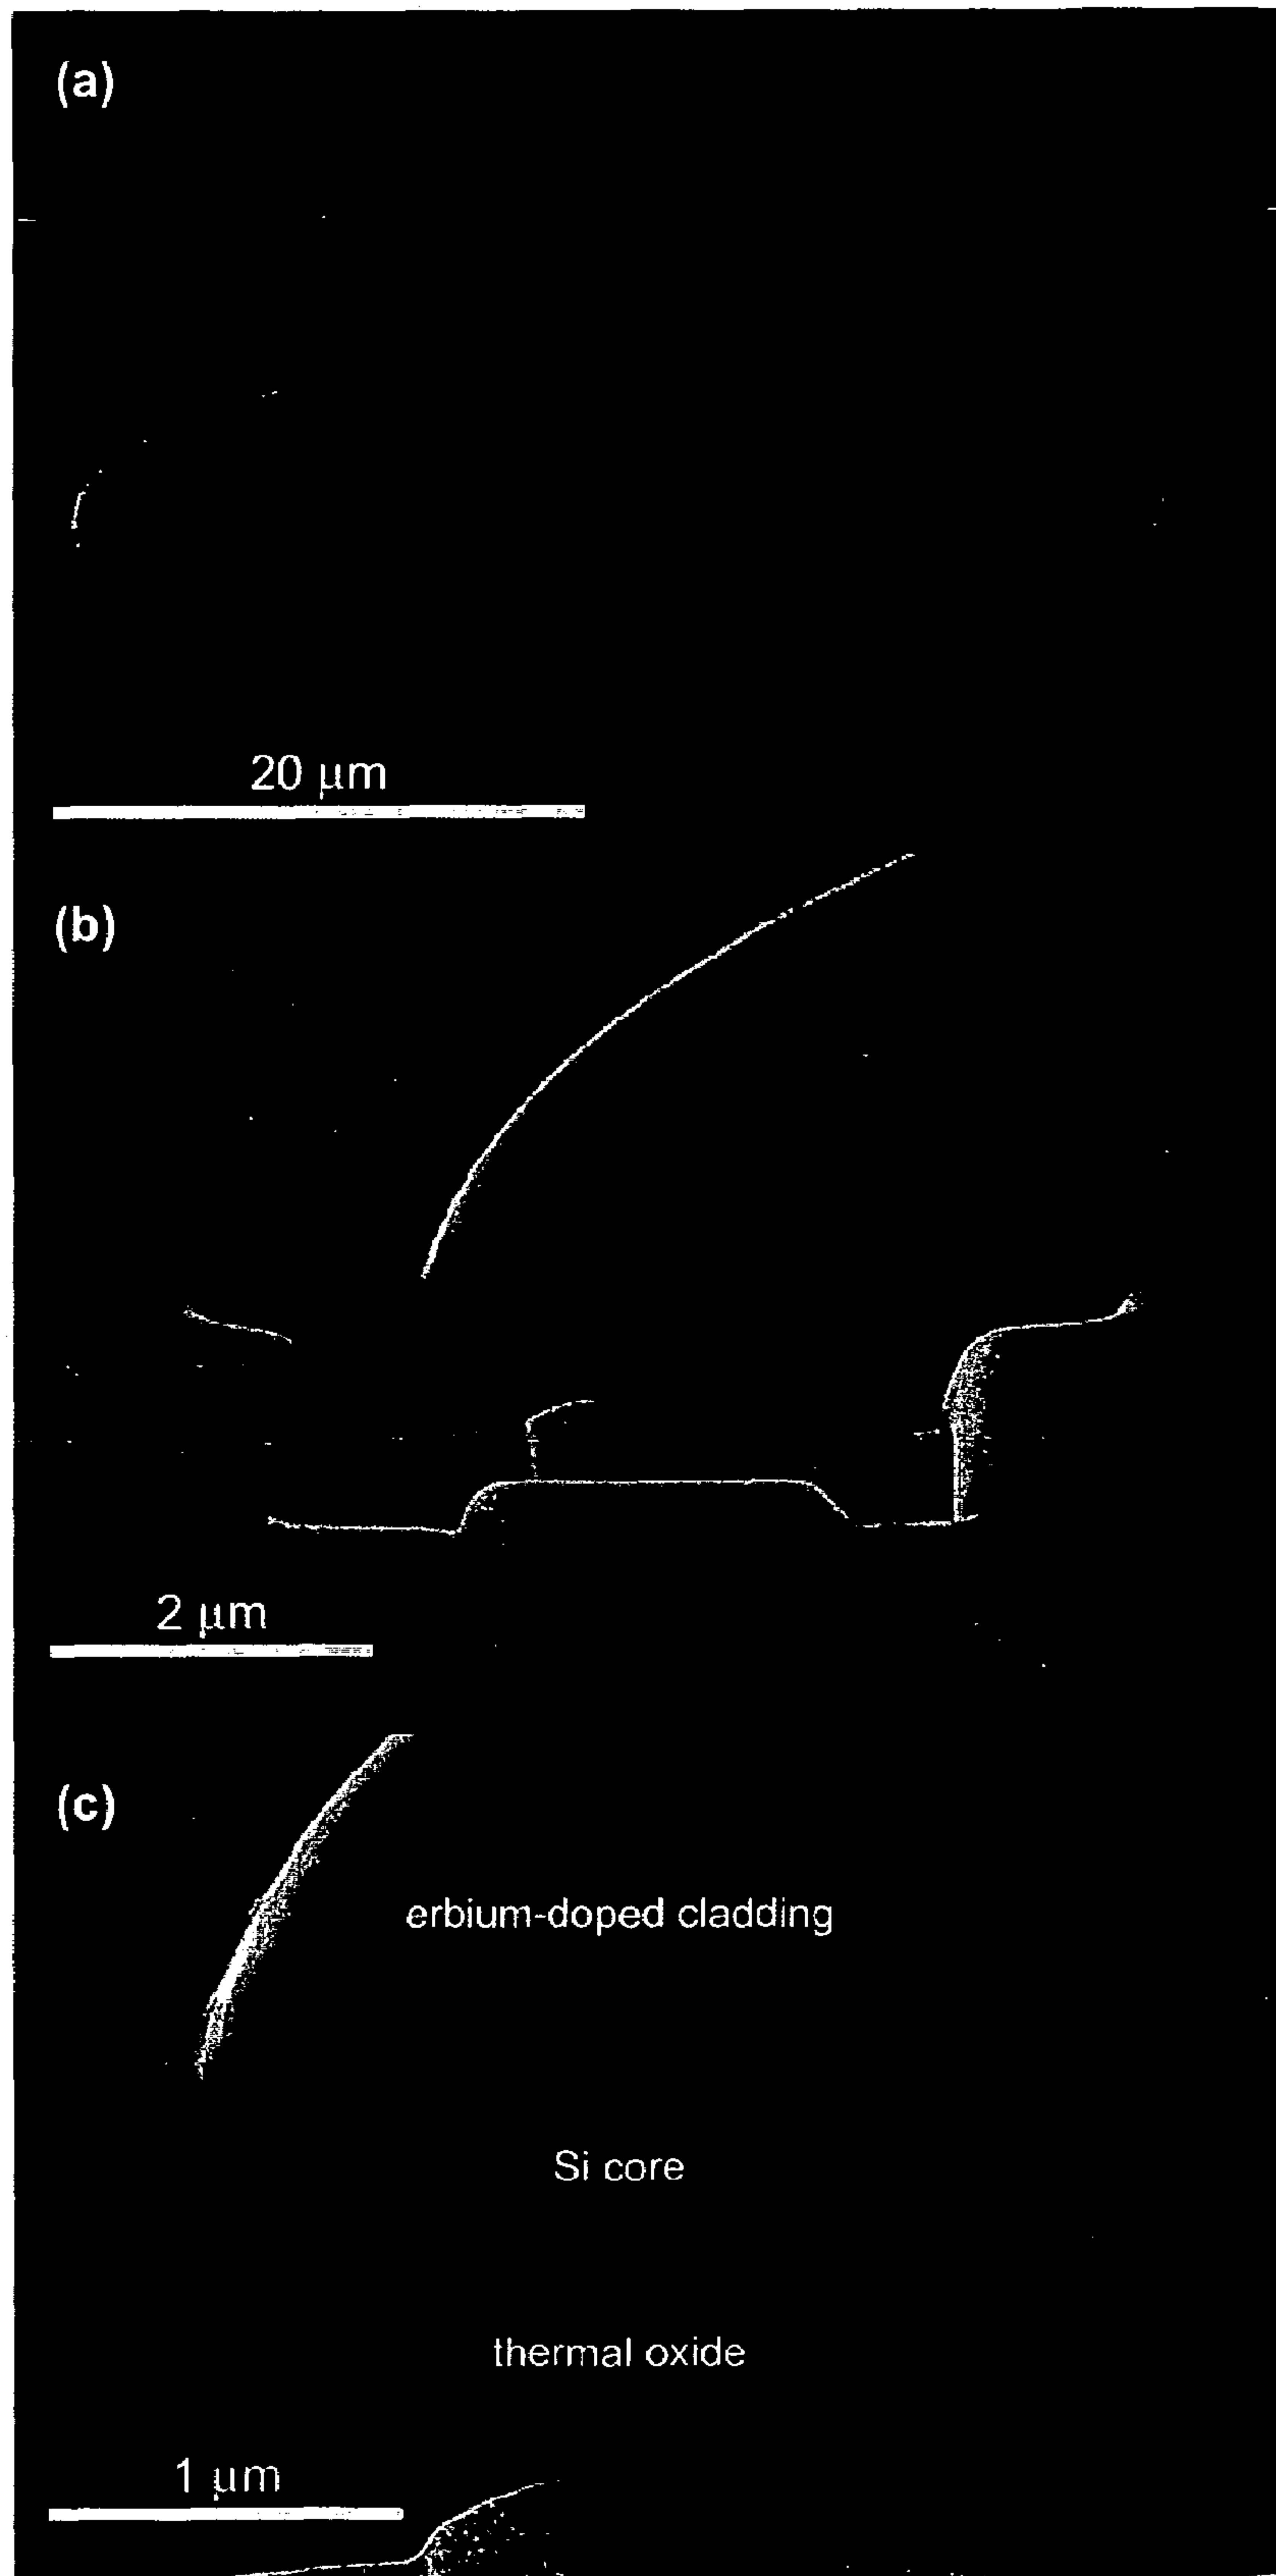 (a)
20 μm
(b)
2 μm
(c)
erbium-doped cladding
Si core
thermal oxide
1 μm